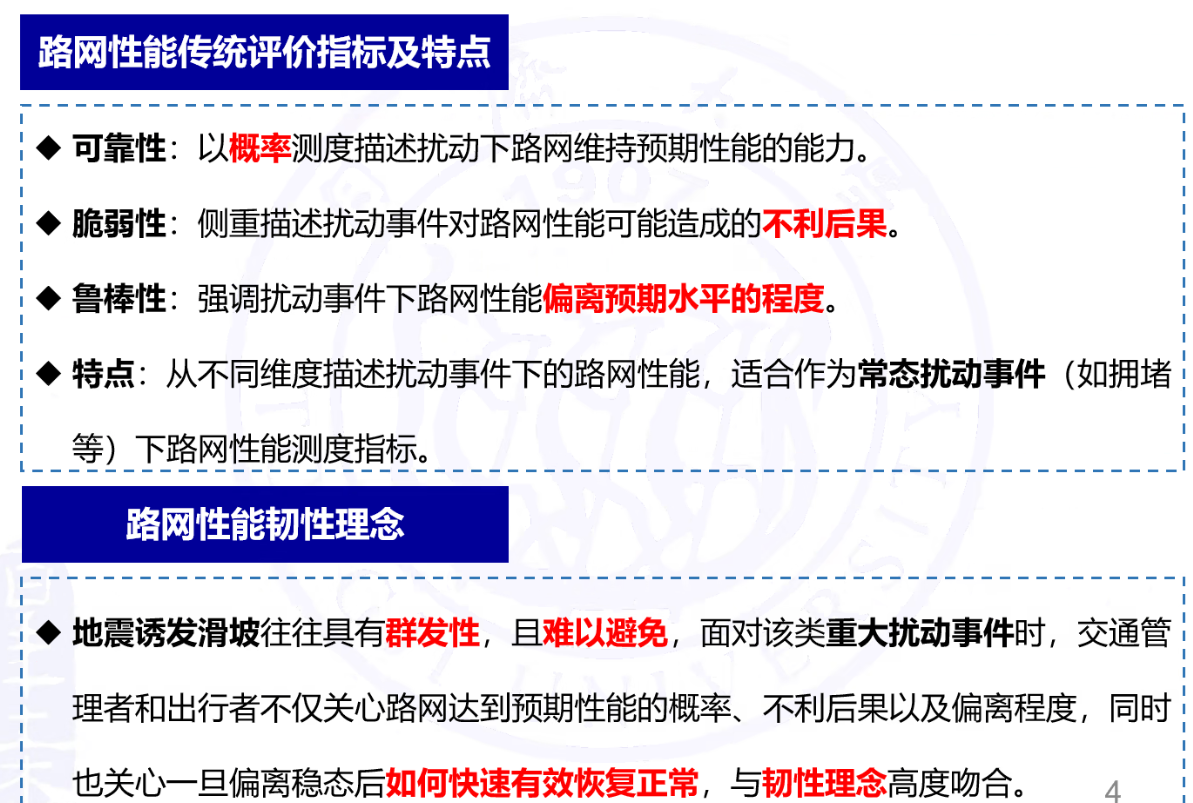 路网性能传统评价指标及特点
◆ 可靠性：以概率测度描述扰动下路网维持预期性能的能力。
◆ 脆弱性：侧重描述扰动事件对路网性能可能造成的不利后果。
◆ 鲁棒性：强调扰动事件下路网性能偏离预期水平的程度。
◆ 特点：从不同维度描述扰动事件下的路网性能，适合作为常态扰动事件（如拥堵
等）下路网性能测度指标。
路网性能韧性理念
◆ 地震诱发滑坡往往具有群发性，且难以避免，面对该类重大扰动事件时，交通管
理者和出行者不仅关心路网达到预期性能的概率、不利后果以及偏离程度，同时
也关心一旦偏离稳态后如何快速有效恢复正常，与韧性理念高度吻合。
4
1907